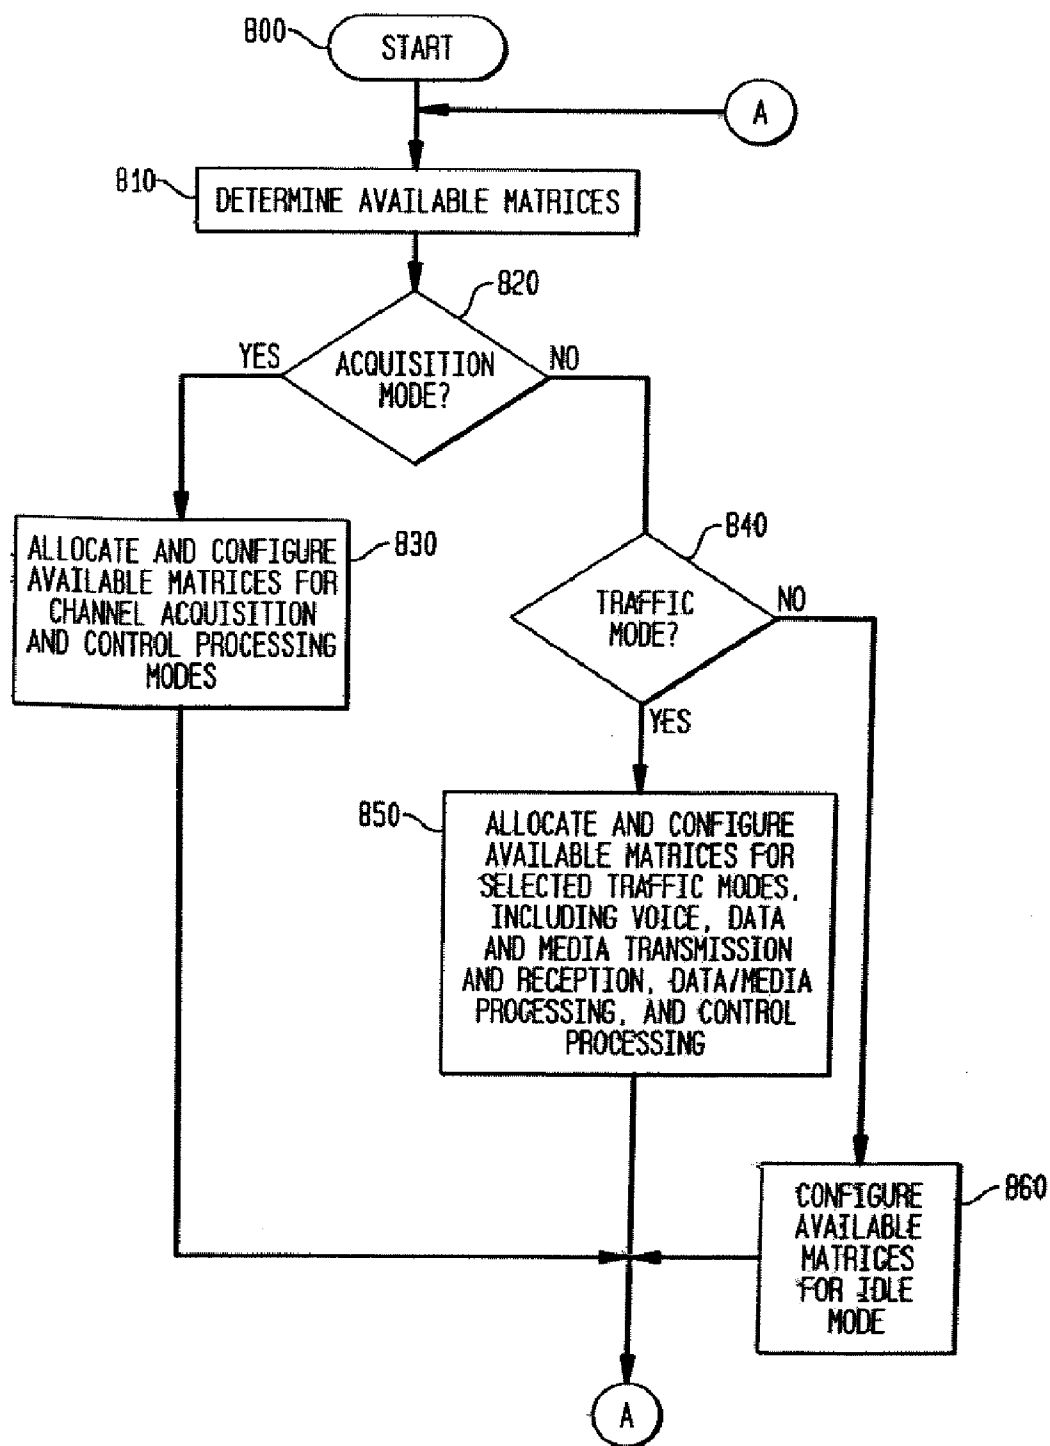 800
START
A
810
DETERMINE AVAILABLE MATRICES
820
YES
ACQUISITION
MODE?
NO
830
ALLOCATE AND CONFIGURE
AVAILABLE MATRICES FOR
CHANNEL ACQUISITION
AND CONTROL PROCESSING
MODES
840
TRAFFIC
MODE?
NO
YES
850
ALLOCATE AND CONFIGURE
AVAILABLE MATRICES FOR
SELECTED TRAFFIC MODES,
INCLUDING VOICE, DATA
AND MEDIA TRANSMISSION
AND RECEPTION, DATA/MEDIA
PROCESSING, AND CONTROL
PROCESSING
860
CONFIGURE
AVAILABLE
MATRICES
FOR IDLE
MODE
A